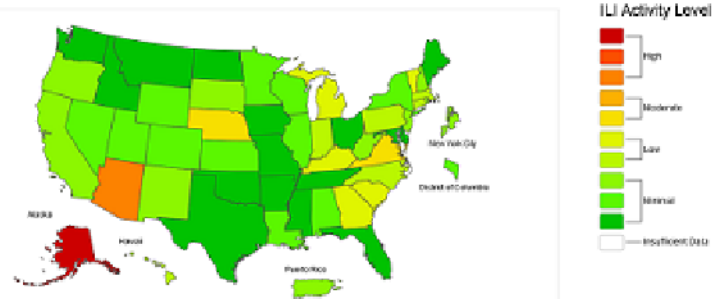 ILI Activity Level
High
Moderate
Low
Minimal
Insufficient Data
New York City
District of Columbia
Alaska
Hawaii
Puerto Rico